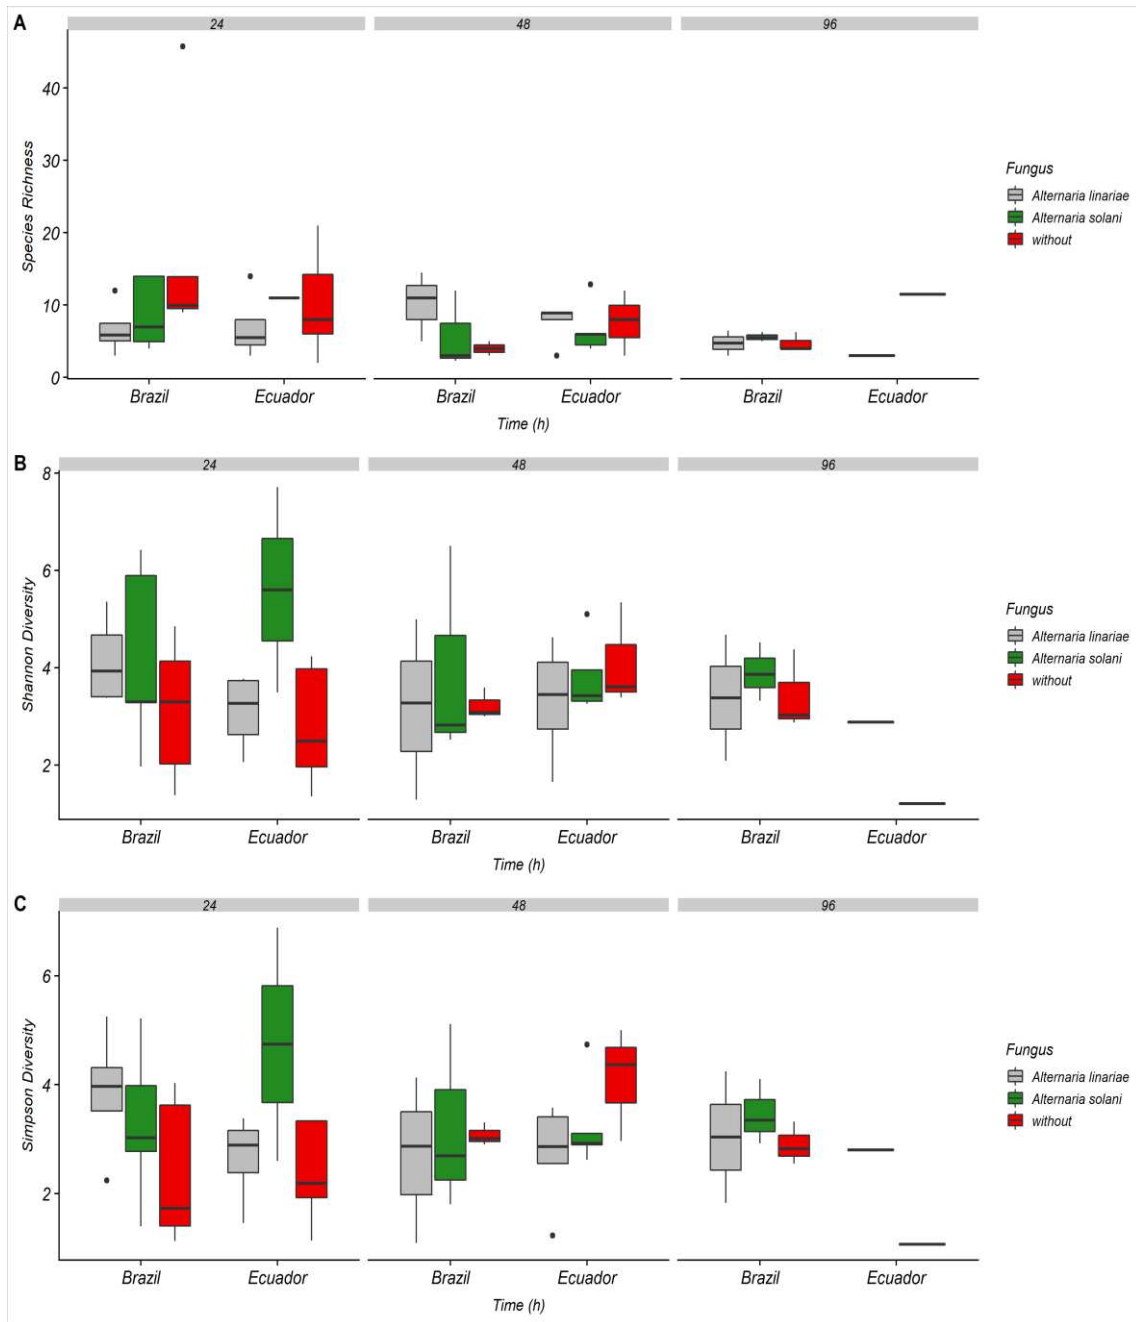 A
24 48 96
Species Richness
40
30
20
10
0
Brazil Ecuador Brazil Ecuador Brazil Ecuador
Time (h)
Fungus
Alternaria linariae
Alternaria solani
without
B
24 48 96
Shannon Diversity
8
6
4
2
Brazil Ecuador Brazil Ecuador Brazil Ecuador
Time (h)
Fungus
Alternaria linariae
Alternaria solani
without
C
24 48 96
Simpson Diversity
6
4
2
Brazil Ecuador Brazil Ecuador Brazil Ecuador
Time (h)
Fungus
Alternaria linariae
Alternaria solani
without